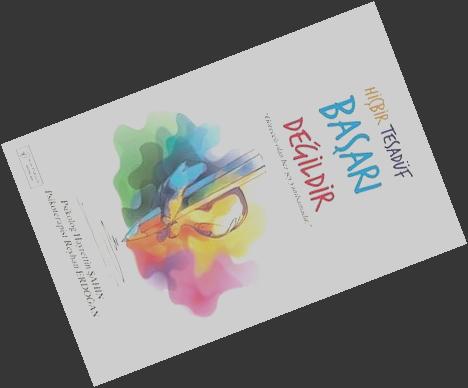 HİÇBİR TESADÜF
BAŞARI
DEĞİLDİR
Psikolog Hayrettin ŞAHİN
Psikoterapist Reyhan ERDOĞAN